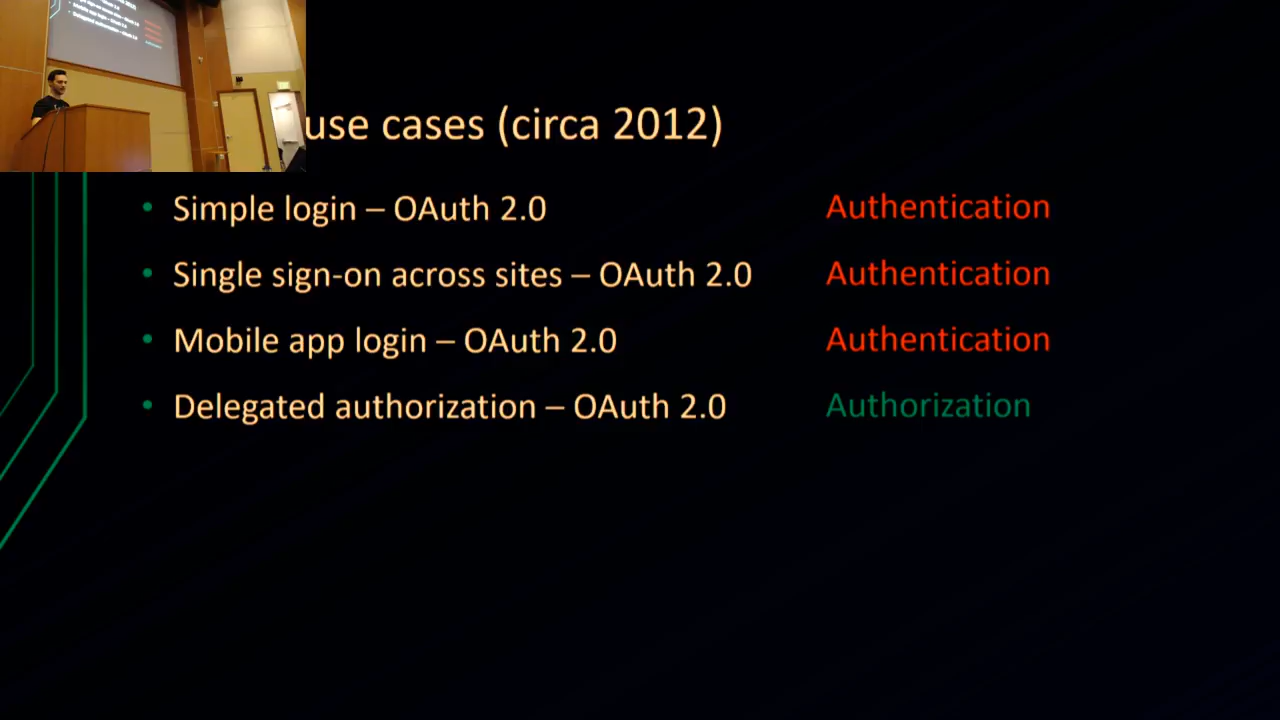 use cases (circa 2012)
• Simple login – OAuth 2.0 Authentication
• Single sign-on across sites – OAuth 2.0 Authentication
• Mobile app login – OAuth 2.0 Authentication
• Delegated authorization – OAuth 2.0 Authorization